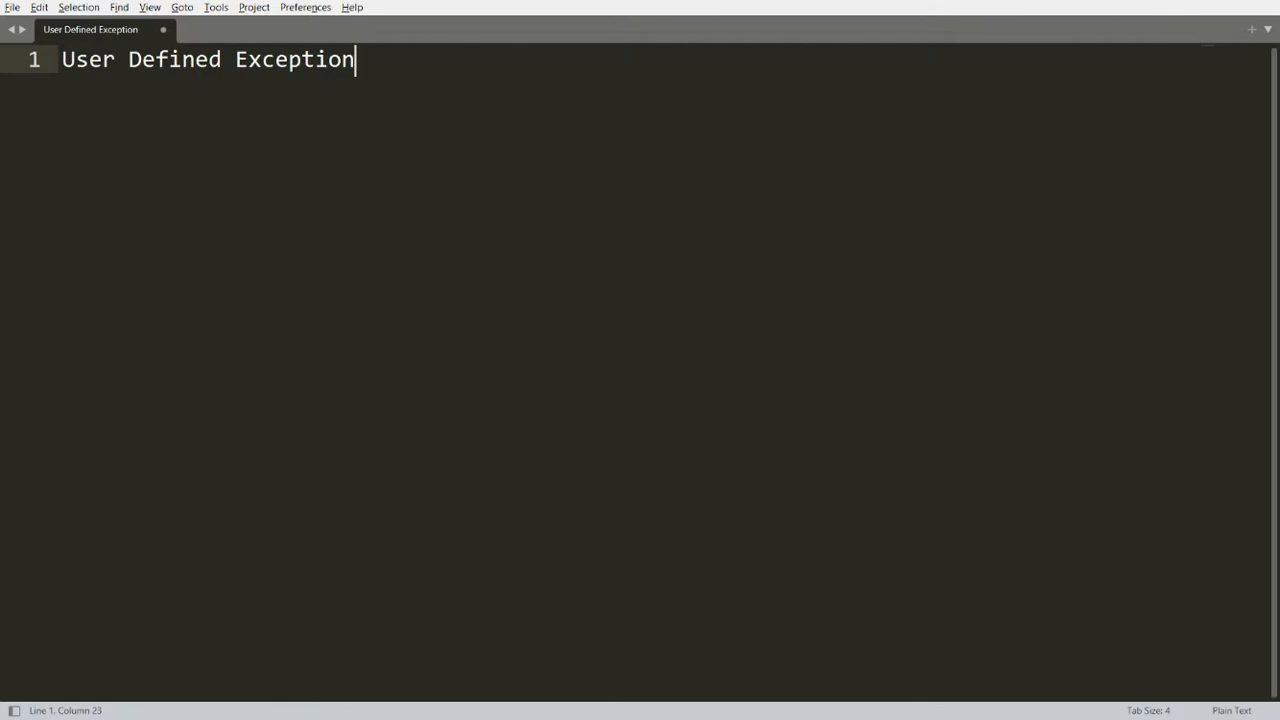 File Edit Selection Find View Goto Tools Project Preferences Help
User Defined Exception
1 User Defined Exception
Line 1, Column 23 Tab Size: 4 Plain Text